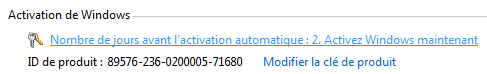 Activation de Windows
Nombre de jours avant l'activation automatique : 2. Activez Windows maintenant
ID de produit : 89576-236-0200005-71680 Modifier la clé de produit